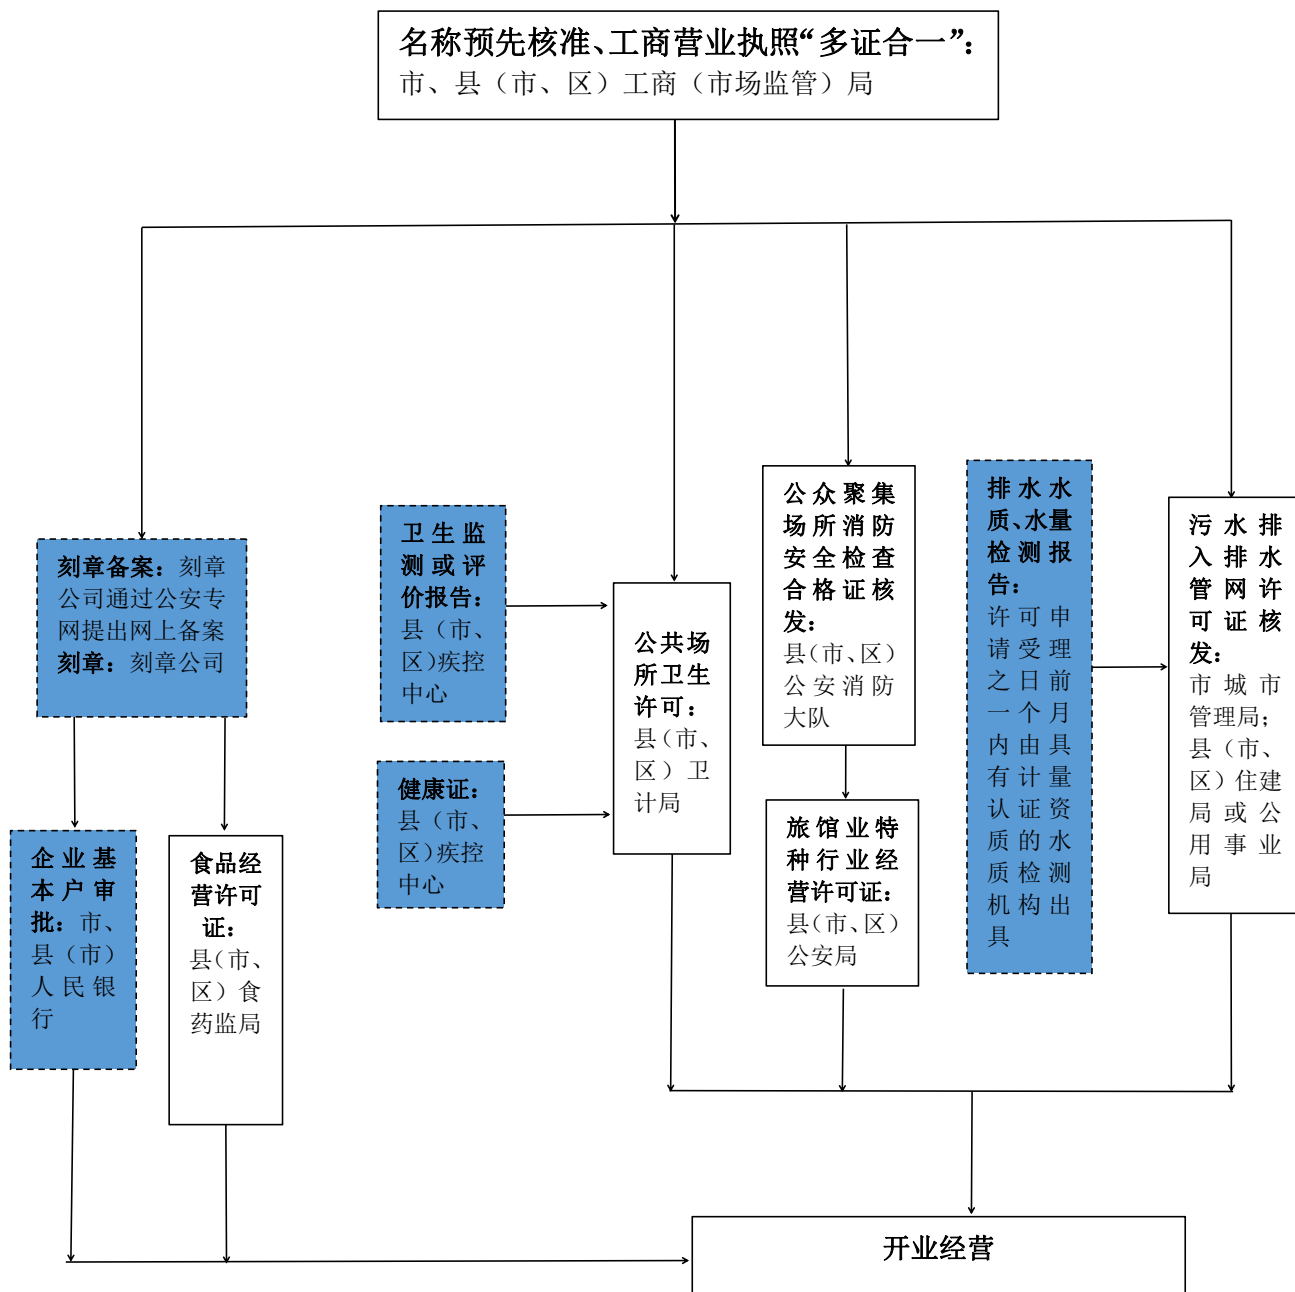 名称预先核准、工商营业执照“多证合一”：
市、县（市、区）工商（市场监管）局
刻章备案：刻章
公司通过公安专
网提出网上备案
刻章：刻章公司
企业基
本户审
批：市、
县（市）
人民银
行
食品经
营许可
证：
县（市、
区）食
药监局
卫生监
测或评
价报告：
县（市、
区）疾控
中心
健康证：
县（市、
区）疾控
中心
公共场
所卫生
许可：
县（市、
区）卫
计局
公众聚集
场所消防
安全检查
合格证核
发：
县（市、区）
公安消防
大队
旅馆业特
种行业经
营许可证：
县（市、区）
公安局
排水水
质、水量
检测报
告：
许可申
请受理
之日前
一个月
内由具
有计量
认证资
质的水
质检测
机构出
具
污水排
入排水
管网许
可证核
发：
市城市
管理局；
县（市、
区）住建
局或公
用事业
局
开业经营